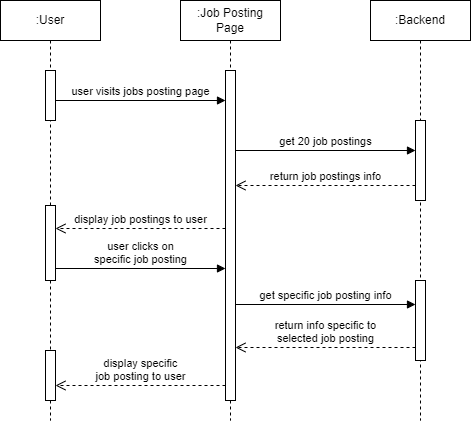 :User
:Job Posting
Page
:Backend
user visits jobs posting page
get 20 job postings
return job postings info
display job postings to user
user clicks on
specific job posting
get specific job posting info
return info specific to
selected job posting
display specific
job posting to user